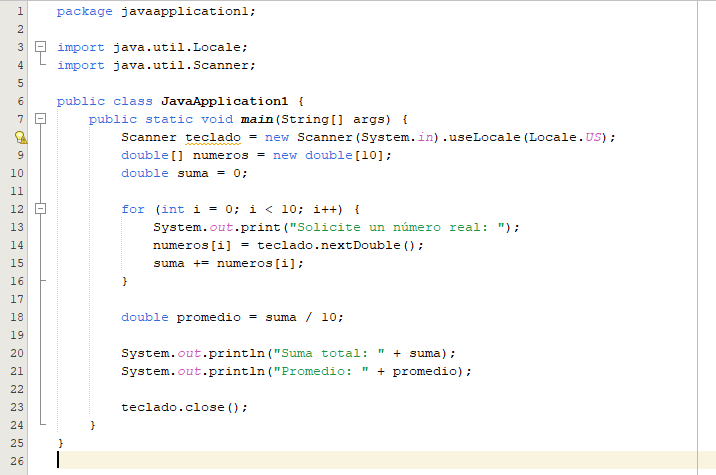 1 package javaapplication1;
2
3 import java.util.Locale;
4 import java.util.Scanner;
5
6 public class JavaApplication1 {
7     public static void main(String[] args) {
        Scanner teclado = new Scanner(System.in).useLocale(Locale.US);
9         double[] numeros = new double[10];
10         double suma = 0;
11
12         for (int i = 0; i < 10; i++) {
13             System.out.print("Solicite un número real: ");
14             numeros[i] = teclado.nextDouble();
15             suma += numeros[i];
16         }
17
18         double promedio = suma / 10;
19
20         System.out.println("Suma total: " + suma);
21         System.out.println("Promedio: " + promedio);
22
23         teclado.close();
24     }
25 }
26